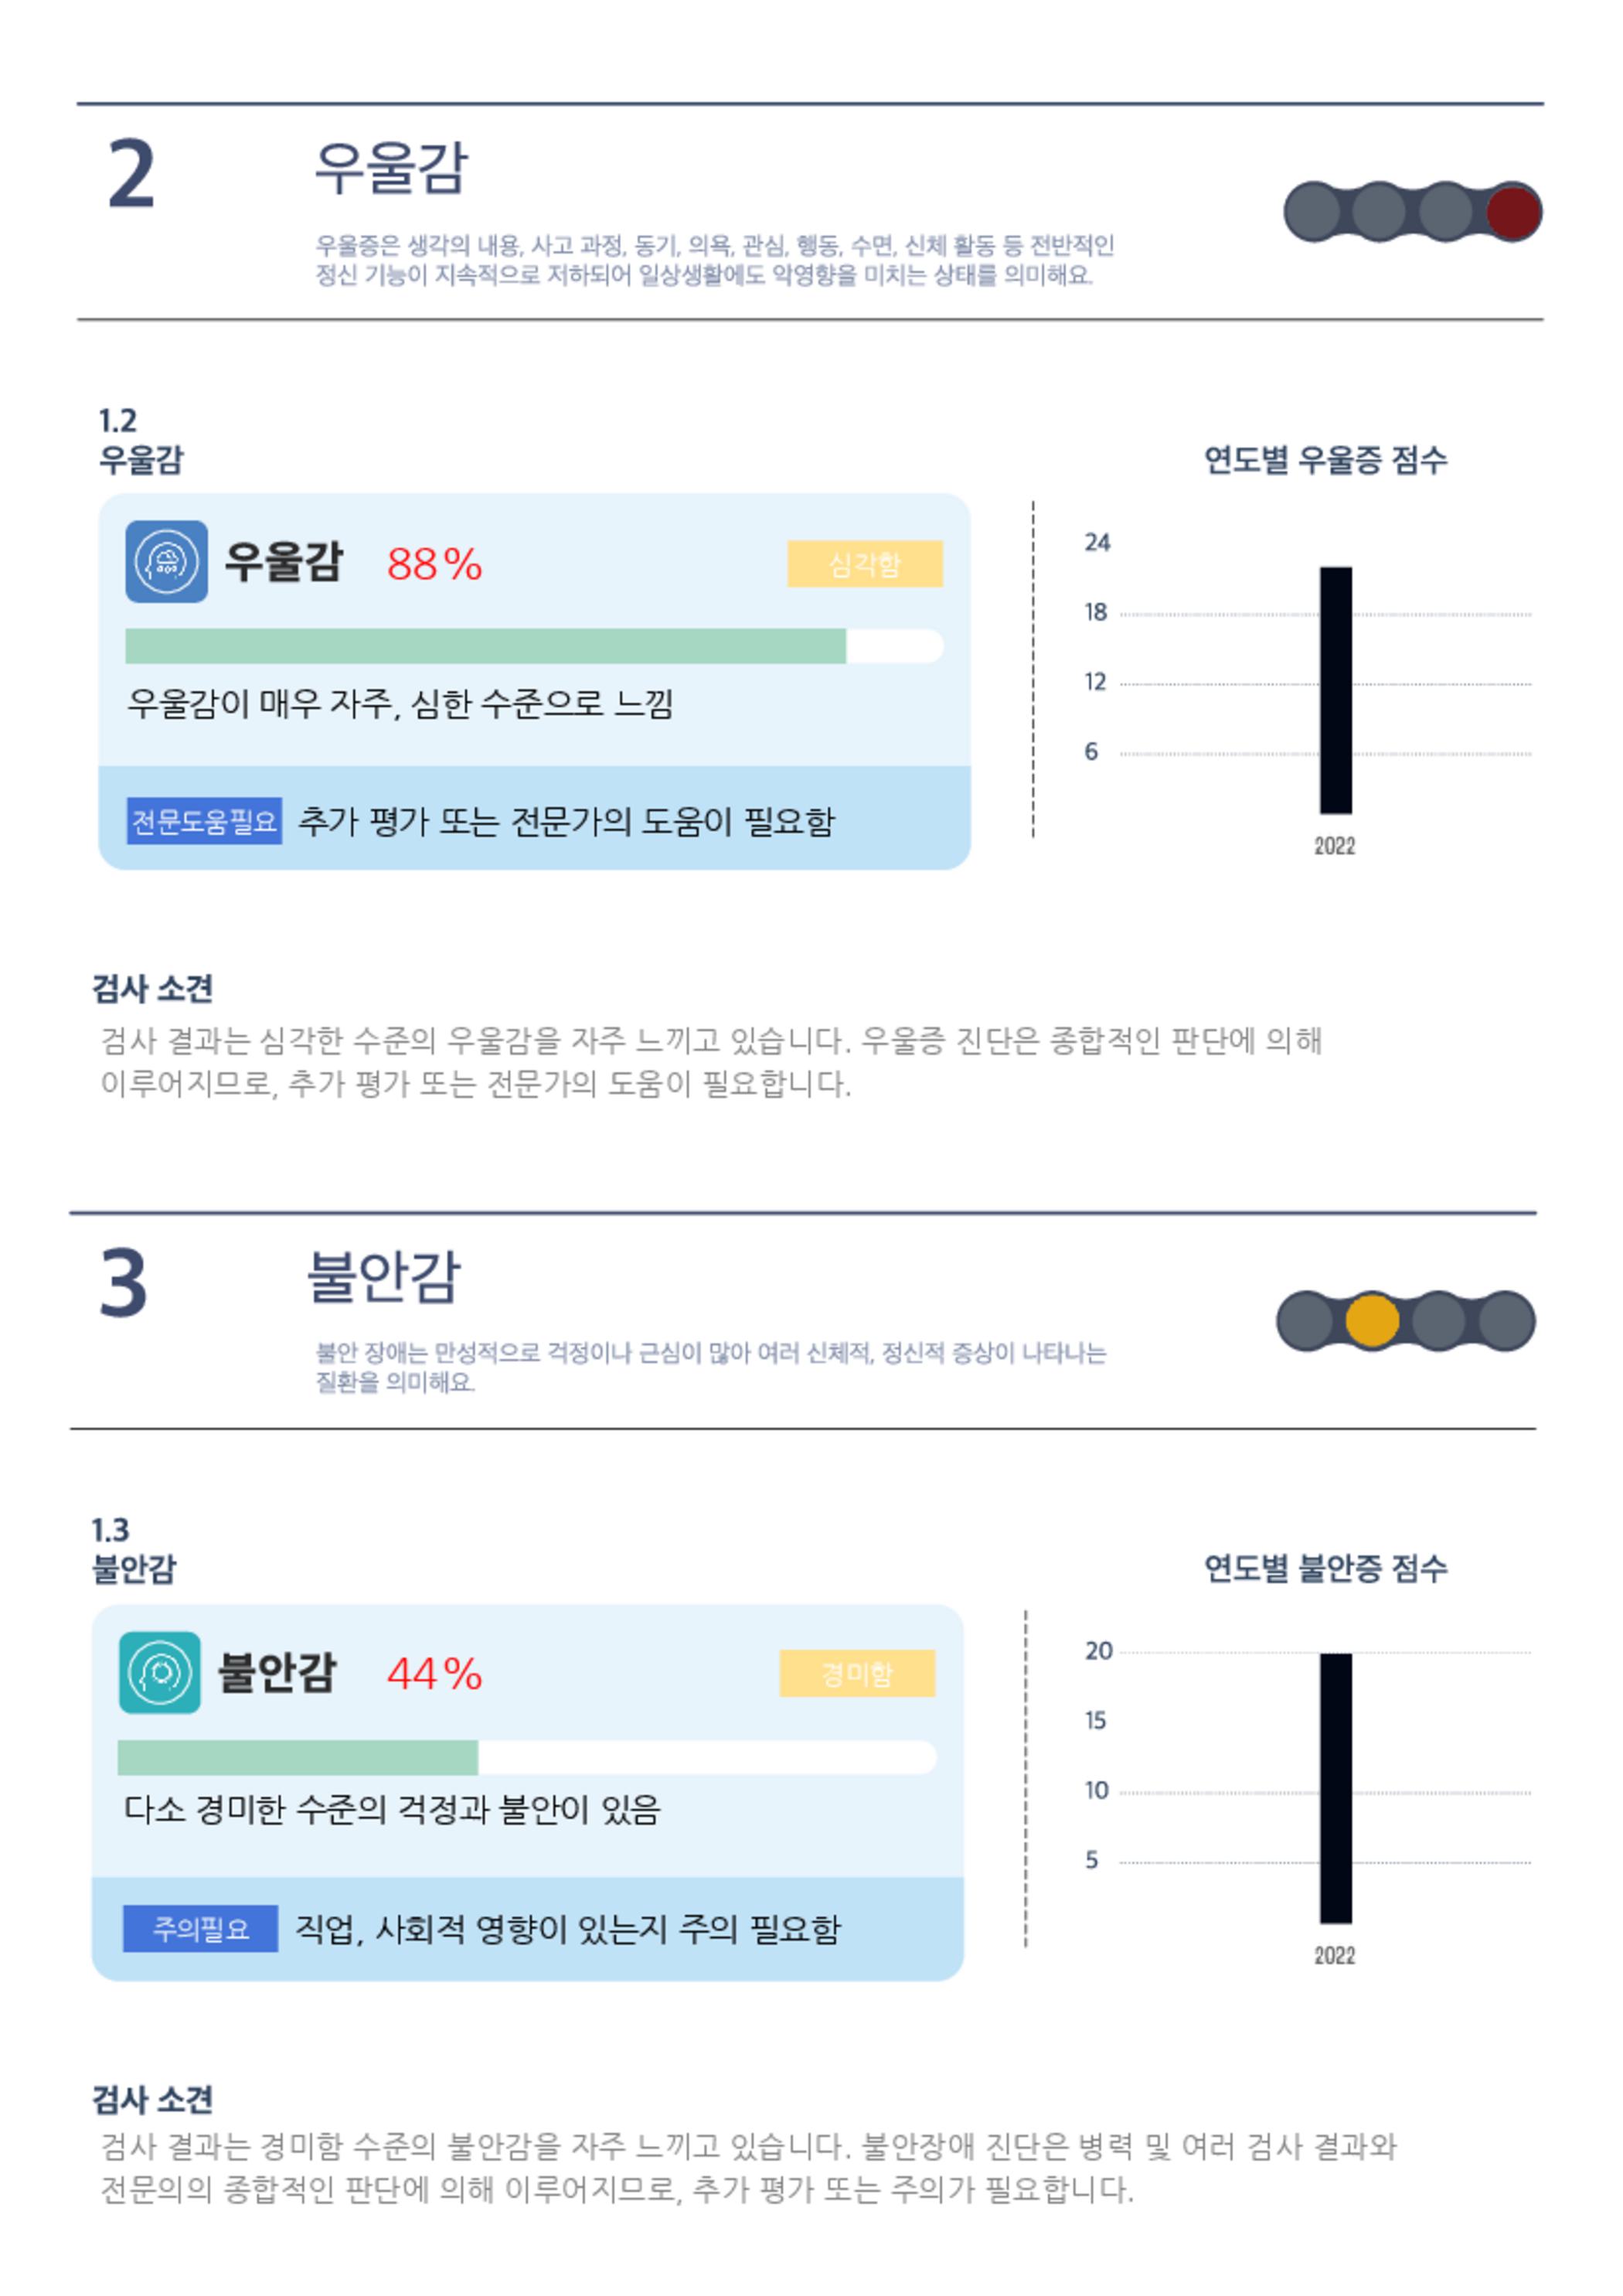 2
우울감
우울증은 생각의 내용, 사고 과정, 동기, 의욕, 관심, 행동, 수면, 신체 활동 등 전반적인
정신 기능이 지속적으로 저하되어 일상생활에도 악영향을 미치는 상태를 의미해요.
1.2
우울감
우울감 88%
심각함
우울감이 매우 자주, 심한 수준으로 느낌
전문도움필요 추가 평가 또는 전문가의 도움이 필요함
연도별 우울증 점수
24
18
12
6
2022
검사 소견
검사 결과는 심각한 수준의 우울감을 자주 느끼고 있습니다. 우울증 진단은 종합적인 판단에 의해
이루어지므로, 추가 평가 또는 전문가의 도움이 필요합니다.
3
불안감
불안 장애는 만성적으로 걱정이나 근심이 많아 여러 신체적, 정신적 증상이 나타나는
질환을 의미해요.
1.3
불안감
불안감 44%
경미함
다소 경미한 수준의 걱정과 불안이 있음
주의필요 직업, 사회적 영향이 있는지 주의 필요함
연도별 불안증 점수
20
15
10
5
2022
검사 소견
검사 결과는 경미함 수준의 불안감을 자주 느끼고 있습니다. 불안장애 진단은 병력 및 여러 검사 결과와
전문의의 종합적인 판단에 의해 이루어지므로, 추가 평가 또는 주의가 필요합니다.